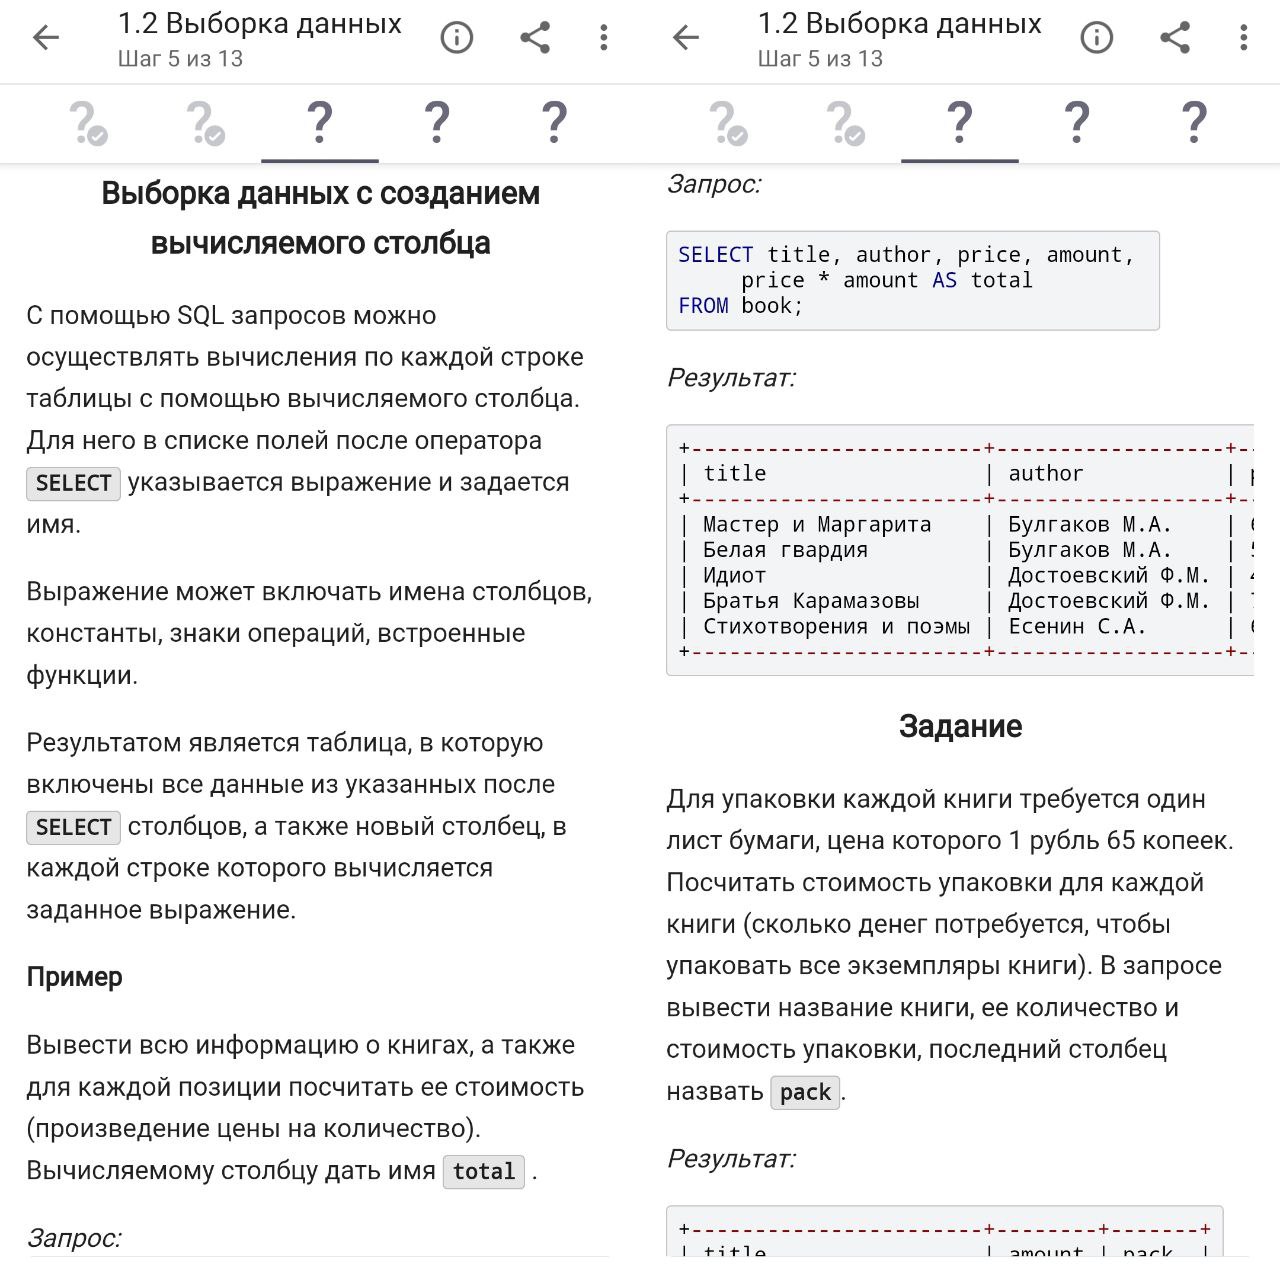 1.2 Выборка данных
Шаг 5 из 13
Выборка данных с созданием
вычисляемого столбца
С помощью SQL запросов можно
осуществлять вычисления по каждой строке
таблицы с помощью вычисляемого столбца.
Для него в списке полей после оператора
SELECT указывается выражение и задается
имя.
Выражение может включать имена столбцов,
константы, знаки операций, встроенные
функции.
Результатом является таблица, в которую
включены все данные из указанных после
SELECT столбцов, а также новый столбец, в
каждой строке которого вычисляется
заданное выражение.
Пример
Вывести всю информацию о книгах, а также
для каждой позиции посчитать ее стоимость
(произведение цены на количество).
Вычисляемому столбцу дать имя total .
Запрос:
1.2 Выборка данных
Шаг 5 из 13
Запрос:
SELECT title, author, price, amount,
price * amount AS total
FROM book;
Результат:
+-----------------------+------------------+--
| title | author |
+-----------------------+------------------+--
| Мастер и Маргарита | Булгаков М.А. |
| Белая гвардия | Булгаков М.А. |
| Идиот | Достоевский Ф.М. |
| Братья Карамазовы | Достоевский Ф.М. |
| Стихотворения и поэмы | Есенин С.А. |
+-----------------------+------------------+--
Задание
Для упаковки каждой книги требуется один
лист бумаги, цена которого 1 рубль 65 копеек.
Посчитать стоимость упаковки для каждой
книги (сколько денег потребуется, чтобы
упаковать все экземпляры книги). В запросе
вывести название книги, ее количество и
стоимость упаковки, последний столбец
назвать pack.
Результат:
+-----------------------+--------+-------+
| title | amount | pack |